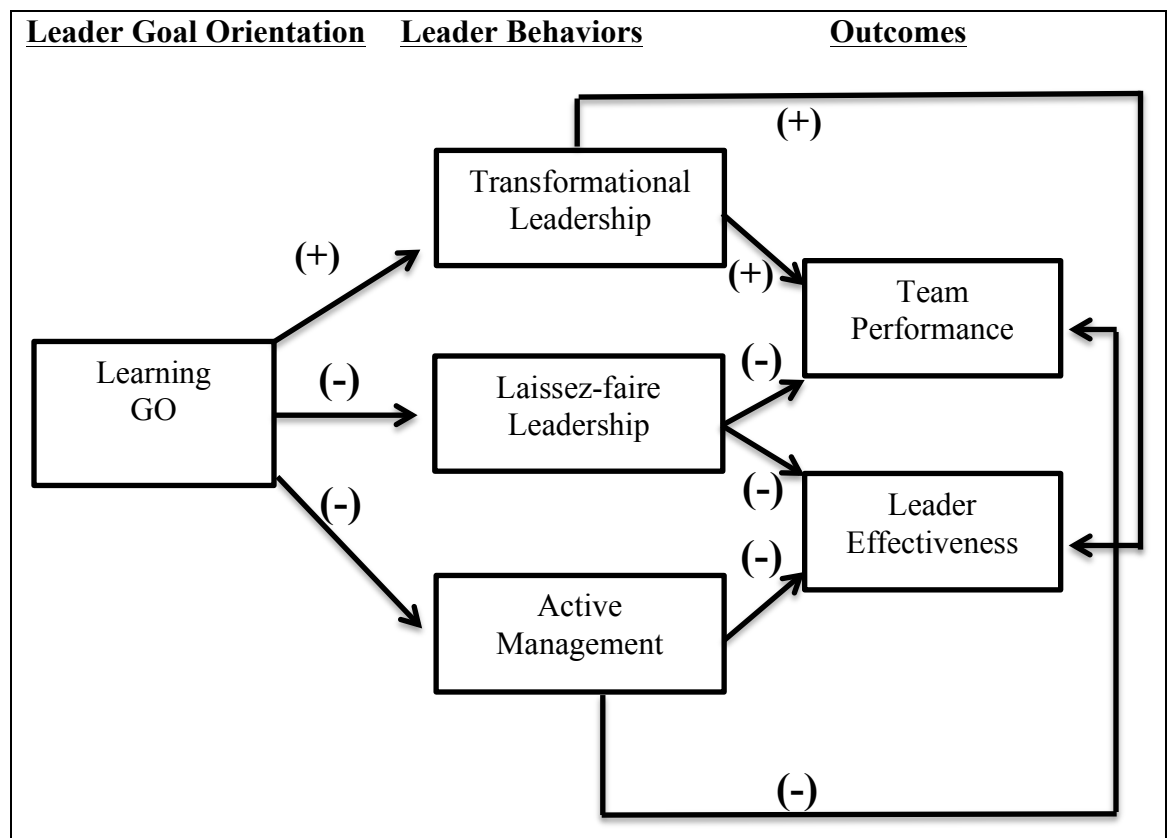 Leader Goal Orientation
Leader Behaviors
Outcomes
(+)
Transformational
Leadership
(+)
(+)
Team
Performance
Learning
GO
(-)
Laissez-faire
Leadership
(-)
(-)
(-)
Leader
Effectiveness
(-)
Active
Management
(-)